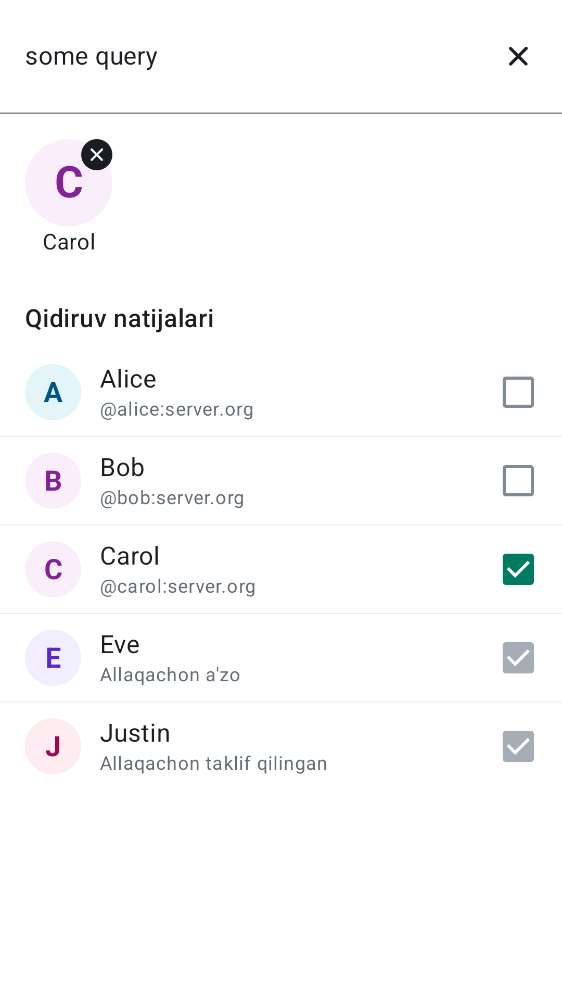 some query
C
Carol
Qidiruv natijalari
A
Alice
@alice:server.org
B
Bob
@bob:server.org
C
Carol
@carol:server.org
E
Eve
Allaqachon a'zo
J
Justin
Allaqachon taklif qilingan